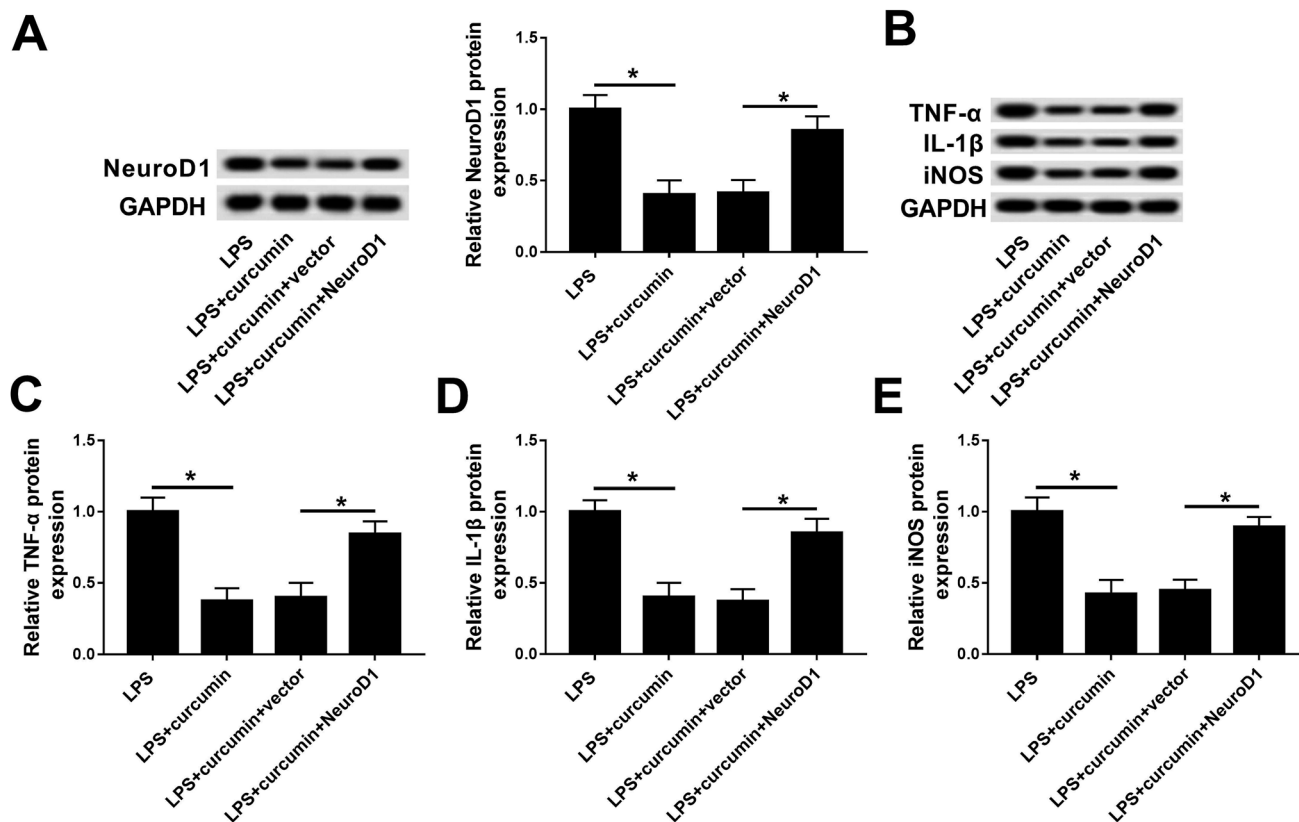 A
NeuroD1
GAPDH
LPS
LPS+curcumin
LPS+curcumin+vector
LPS+curcumin+NeuroD1
Relative NeuroD1 protein
expression
1.5
1.0
0.5
0.0
*
*
LPS
LPS+curcumin
LPS+curcumin+vector
LPS+curcumin+NeuroD1
B
TNF-α
IL-1β
iNOS
GAPDH
LPS
LPS+curcumin
LPS+curcumin+vector
LPS+curcumin+NeuroD1
C
Relative TNF-α protein
expression
1.5
1.0
0.5
0.0
*
*
LPS
LPS+curcumin
LPS+curcumin+vector
LPS+curcumin+NeuroD1
D
Relative IL-1β protein
expression
1.5
1.0
0.5
0.0
*
*
LPS
LPS+curcumin
LPS+curcumin+vector
LPS+curcumin+NeuroD1
E
Relative iNOS protein
expression
1.5
1.0
0.5
0.0
*
*
LPS
LPS+curcumin
LPS+curcumin+vector
LPS+curcumin+NeuroD1